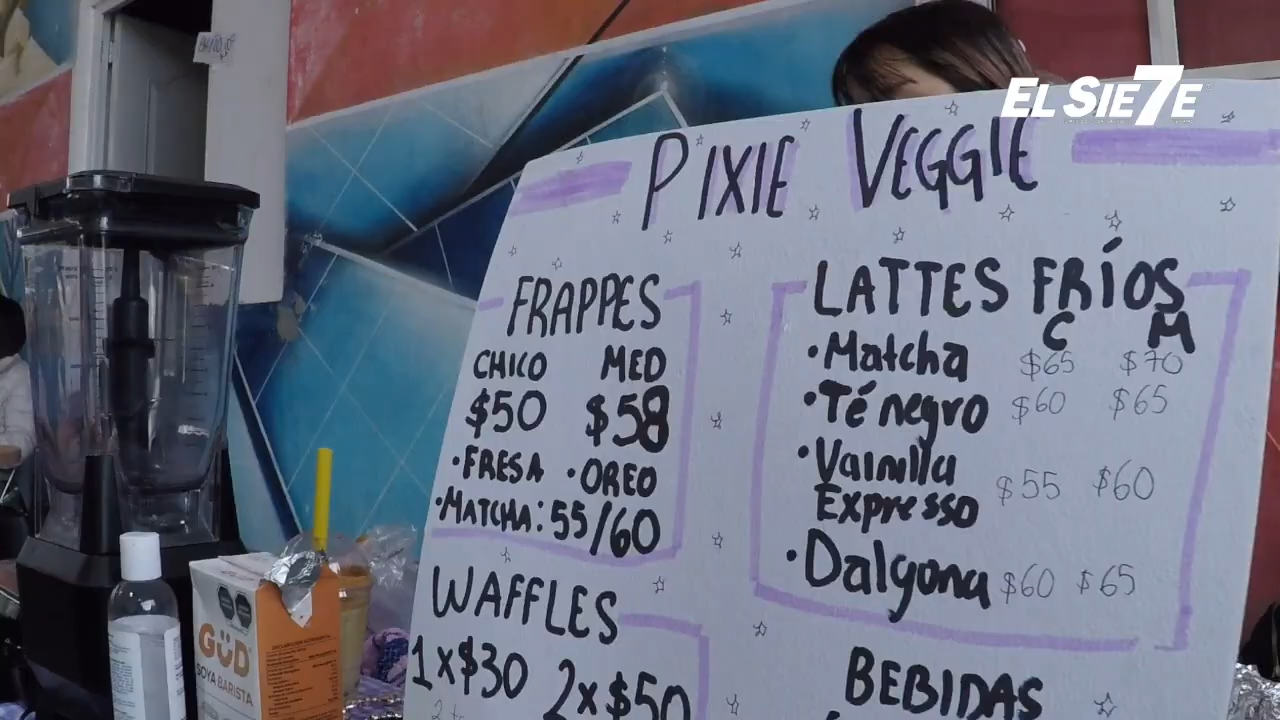 EL SIE7E
PIXIE VEGGIE
FRAPPES
CHICO MED
$50 $58
•FRESA •OREO
•MATCHA: 55/60
WAFFLES
1x$30 2x$50
LATTES FRÍOS
C M
•Matcha $65 $70
•Té negro $60 $65
•Vainilla
Expresso $55 $60
•Dalgona $60 $65
BEBIDAS
GÜD
SOYA BARISTA